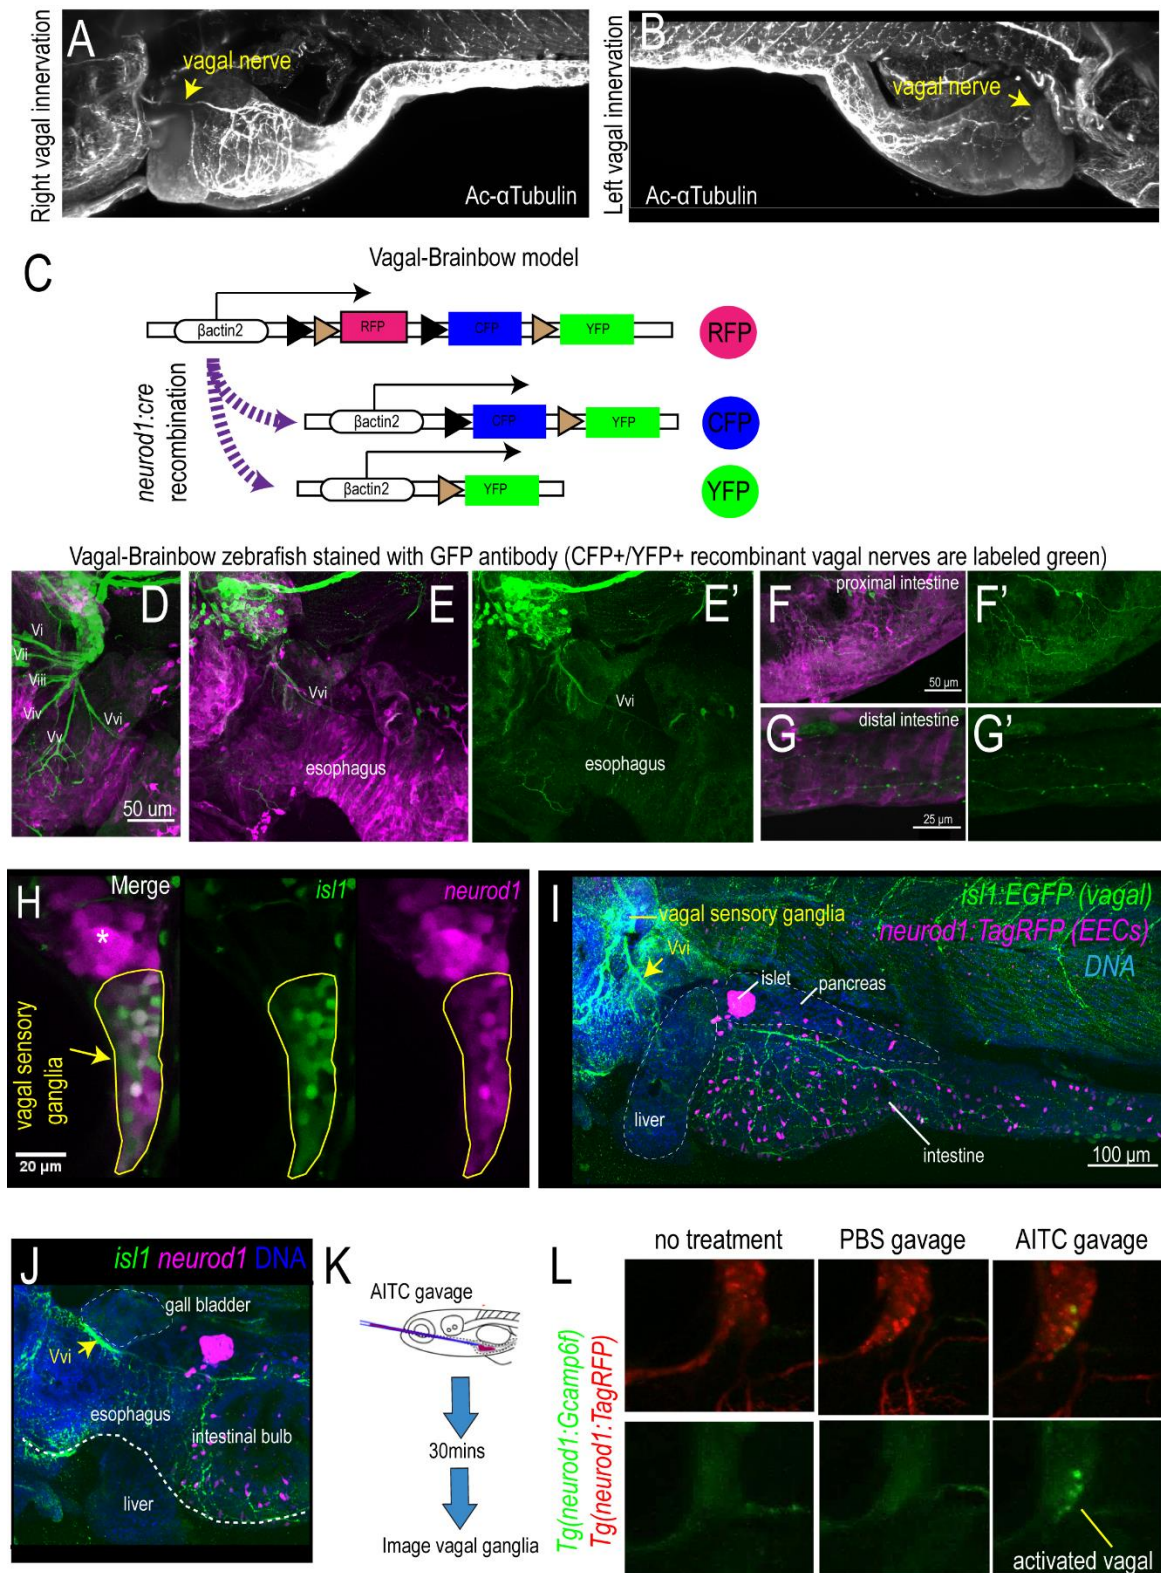 A
vagal nerve
Right vagal innervation
Ac-αTubulin
B
vagal nerve
Left vagal innervation
Ac-αTubulin
C
Vagal-Brainbow model
βactin2
RFP
CFP
YFP
RFP
neurod1:cre
recombination
βactin2
CFP
YFP
CFP
βactin2
YFP
YFP
Vagal-Brainbow zebrafish stained with GFP antibody (CFP+/YFP+ recombinant vagal nerves are labeled green)
D
Vi
Vii
Viii
Viv
Vv
Vvi
50 um
E
Vvi
esophagus
E'
Vvi
esophagus
F
proximal intestine
50 µm
F'
G
distal intestine
25 µm
G'
H
Merge
*
isl1
neurod1
vagal sensory
ganglia
20 µm
I
isl1:EGFP (vagal)
neurod1:TagRFP (EECs)
DNA
vagal sensory ganglia
Vvi
islet
pancreas
liver
intestine
100 µm
J
isl1 neurod1 DNA
gall bladder
Vvi
esophagus
intestinal bulb
liver
K
AITC gavage
30mins
Image vagal ganglia
L
no treatment
PBS gavage
AITC gavage
Tg(neurod1:Gcamp6f)
Tg(neurod1:TagRFP)
activated vagal